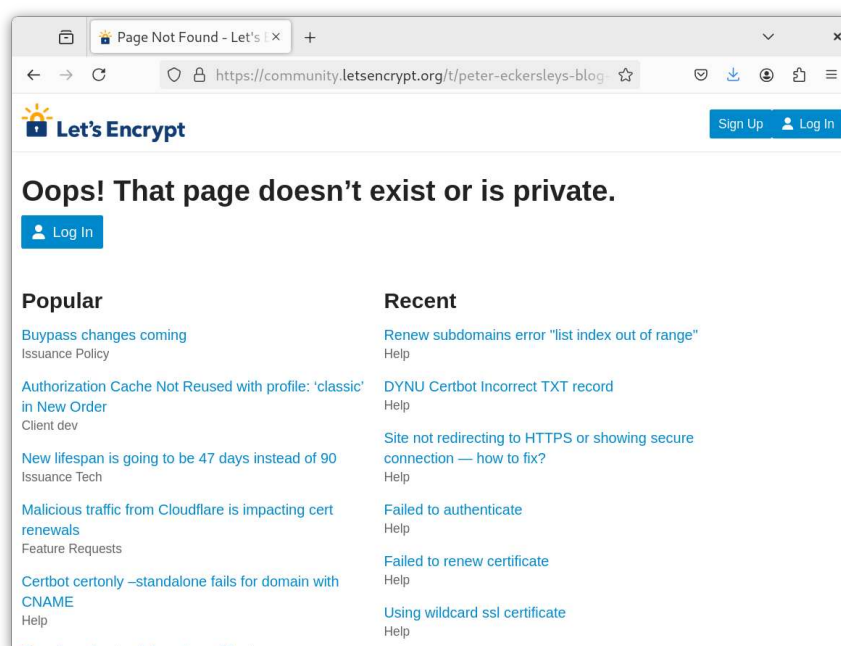 Page Not Found - Let's E
https://community.letsencrypt.org/t/peter-eckersleys-blog-
Let's Encrypt
Sign Up
Log In
Oops! That page doesn't exist or is private.
Log In
Popular
Buypass changes coming
Issuance Policy
Authorization Cache Not Reused with profile: ‘classic’
in New Order
Client dev
New lifespan is going to be 47 days instead of 90
Issuance Tech
Malicious traffic from Cloudflare is impacting cert
renewals
Feature Requests
Certbot certonly –standalone fails for domain with
CNAME
Help
Recent
Renew subdomains error "list index out of range"
Help
DYNU Certbot Incorrect TXT record
Help
Site not redirecting to HTTPS or showing secure
connection — how to fix?
Help
Failed to authenticate
Help
Failed to renew certificate
Help
Using wildcard ssl certificate
Help